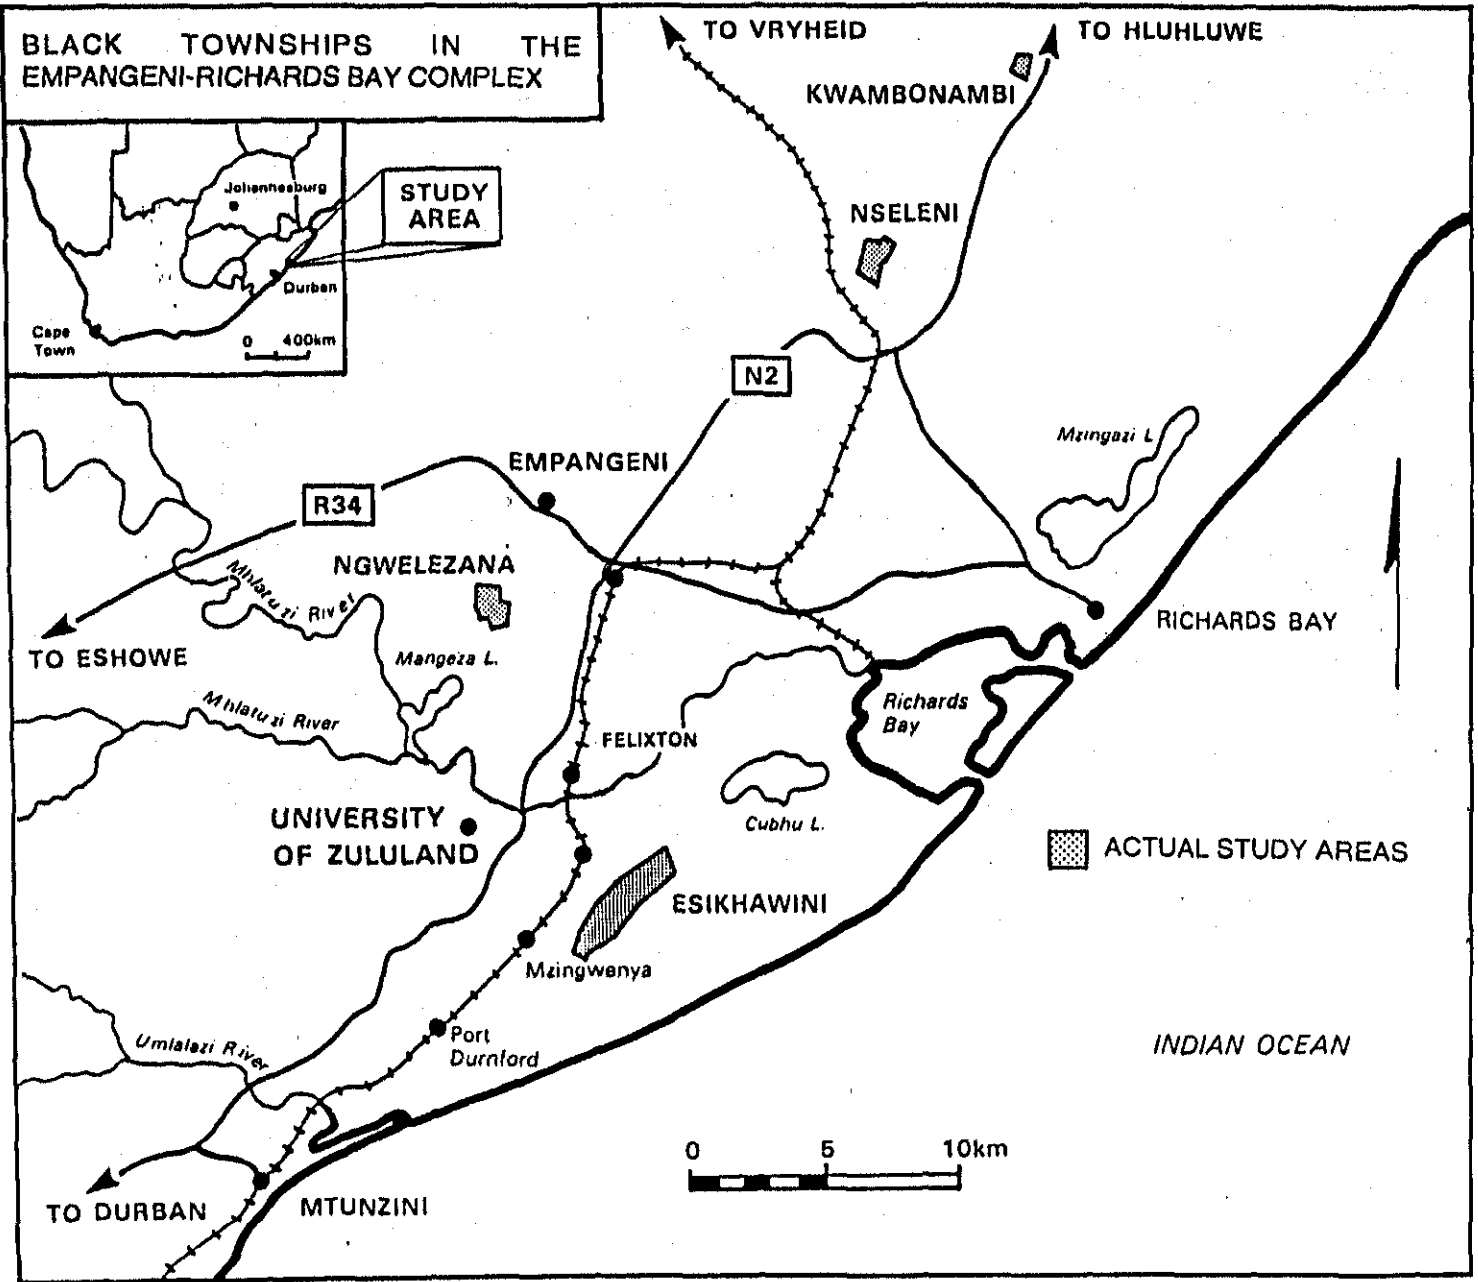 BLACK TOWNSHIPS IN THE
EMPANGENI-RICHARDS BAY COMPLEX
TO VRYHEID
TO HLUHLUWE
KWAMBONAMBI
Johannesburg
STUDY
AREA
NSELENI
Durban
Cape
Town
0 400km
N2
Mzingazi L
EMPANGENI
R34
NGWELEZANA
Mhlatuzi River
RICHARDS BAY
TO ESHOWE
Mangeza L.
Mhlatuzi River
Richards
Bay
FELIXTON
UNIVERSITY
OF ZULULAND
Cubhu L.
ACTUAL STUDY AREAS
ESIKHAWINI
Mzingwenya
Port
Durnford
Umlalazi River
INDIAN OCEAN
0 5 10km
TO DURBAN
MTUNZINI